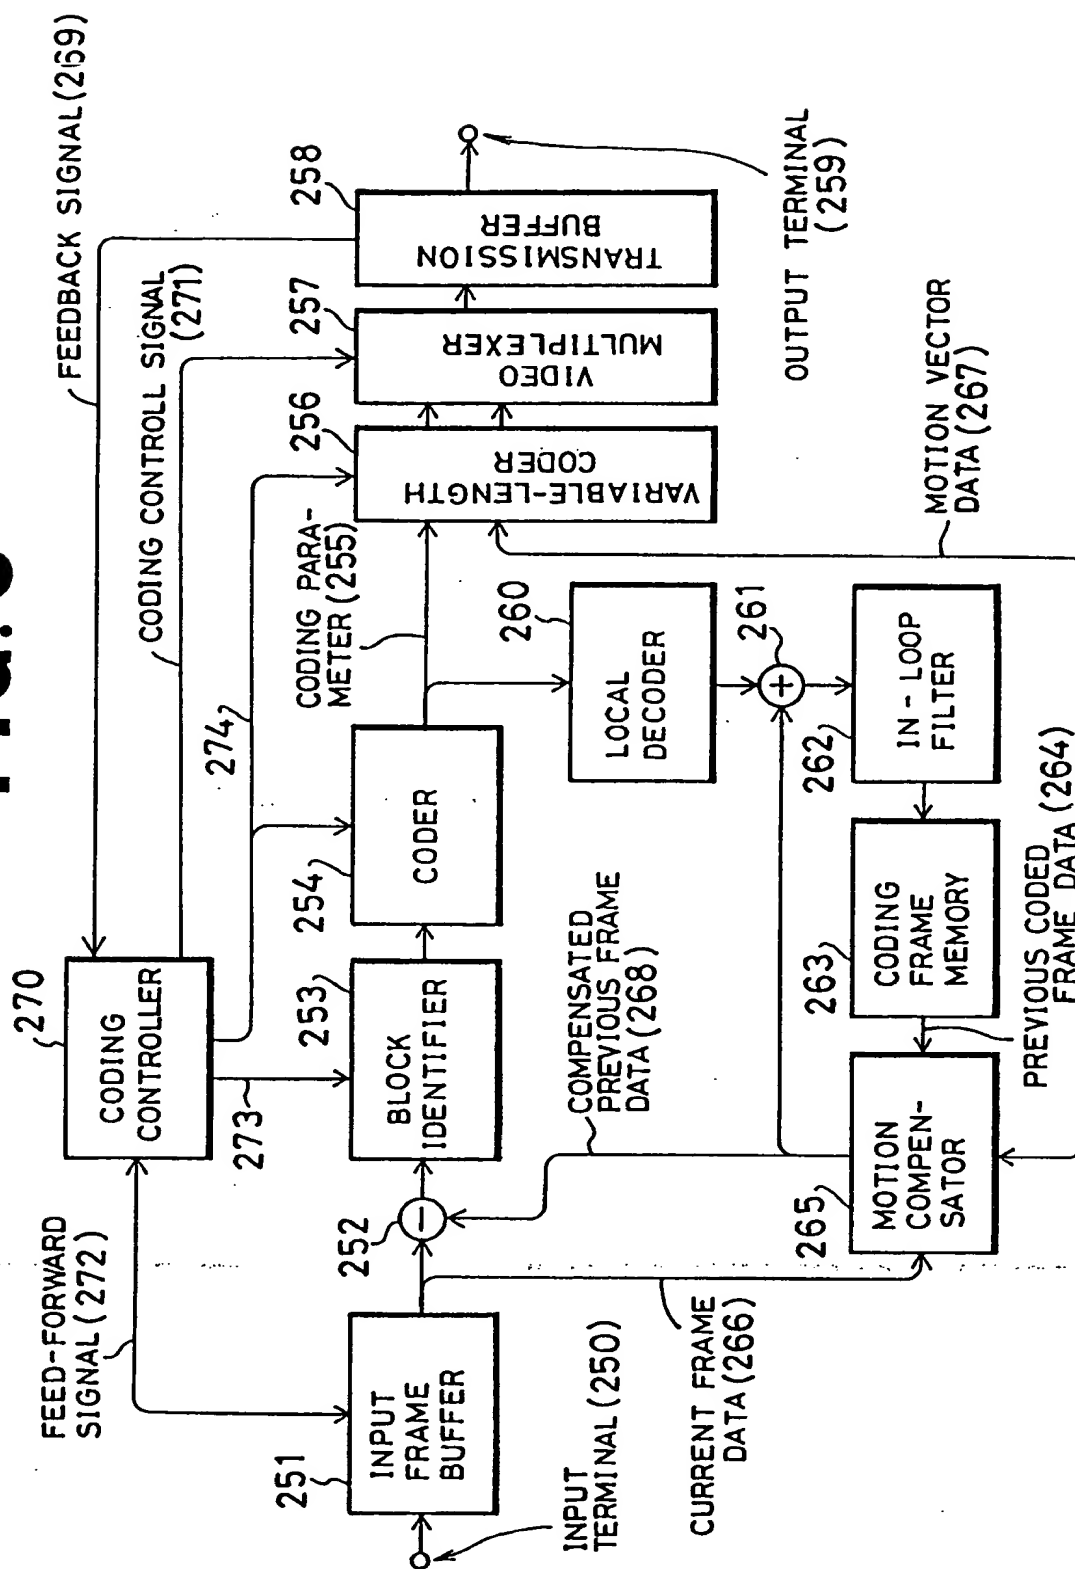 FEEDBACK SIGNAL (269)
CODING CONTROLL SIGNAL
(271)
270
CODING
CONTROLLER
FEED-FORWARD
SIGNAL (272)
273
274
251
INPUT
FRAME
BUFFER
INPUT
TERMINAL (250)
252
−
253
BLOCK
IDENTIFIER
254
CODER
CODING PARA-
METER (255)
256
VARIABLE-LENGTH
CODER
257
VIDEO
MULTIPLEXER
258
TRANSMISSION
BUFFER
OUTPUT TERMINAL
(259)
260
LOCAL
DECODER
261
+
262
IN-LOOP
FILTER
263
CODING
FRAME
MEMORY
PREVIOUS CODED
FRAME DATA (264)
265
MOTION
COMPEN-
SATOR
CURRENT FRAME
DATA (266)
MOTION VECTOR
DATA (267)
COMPENSATED
PREVIOUS FRAME
DATA (268)